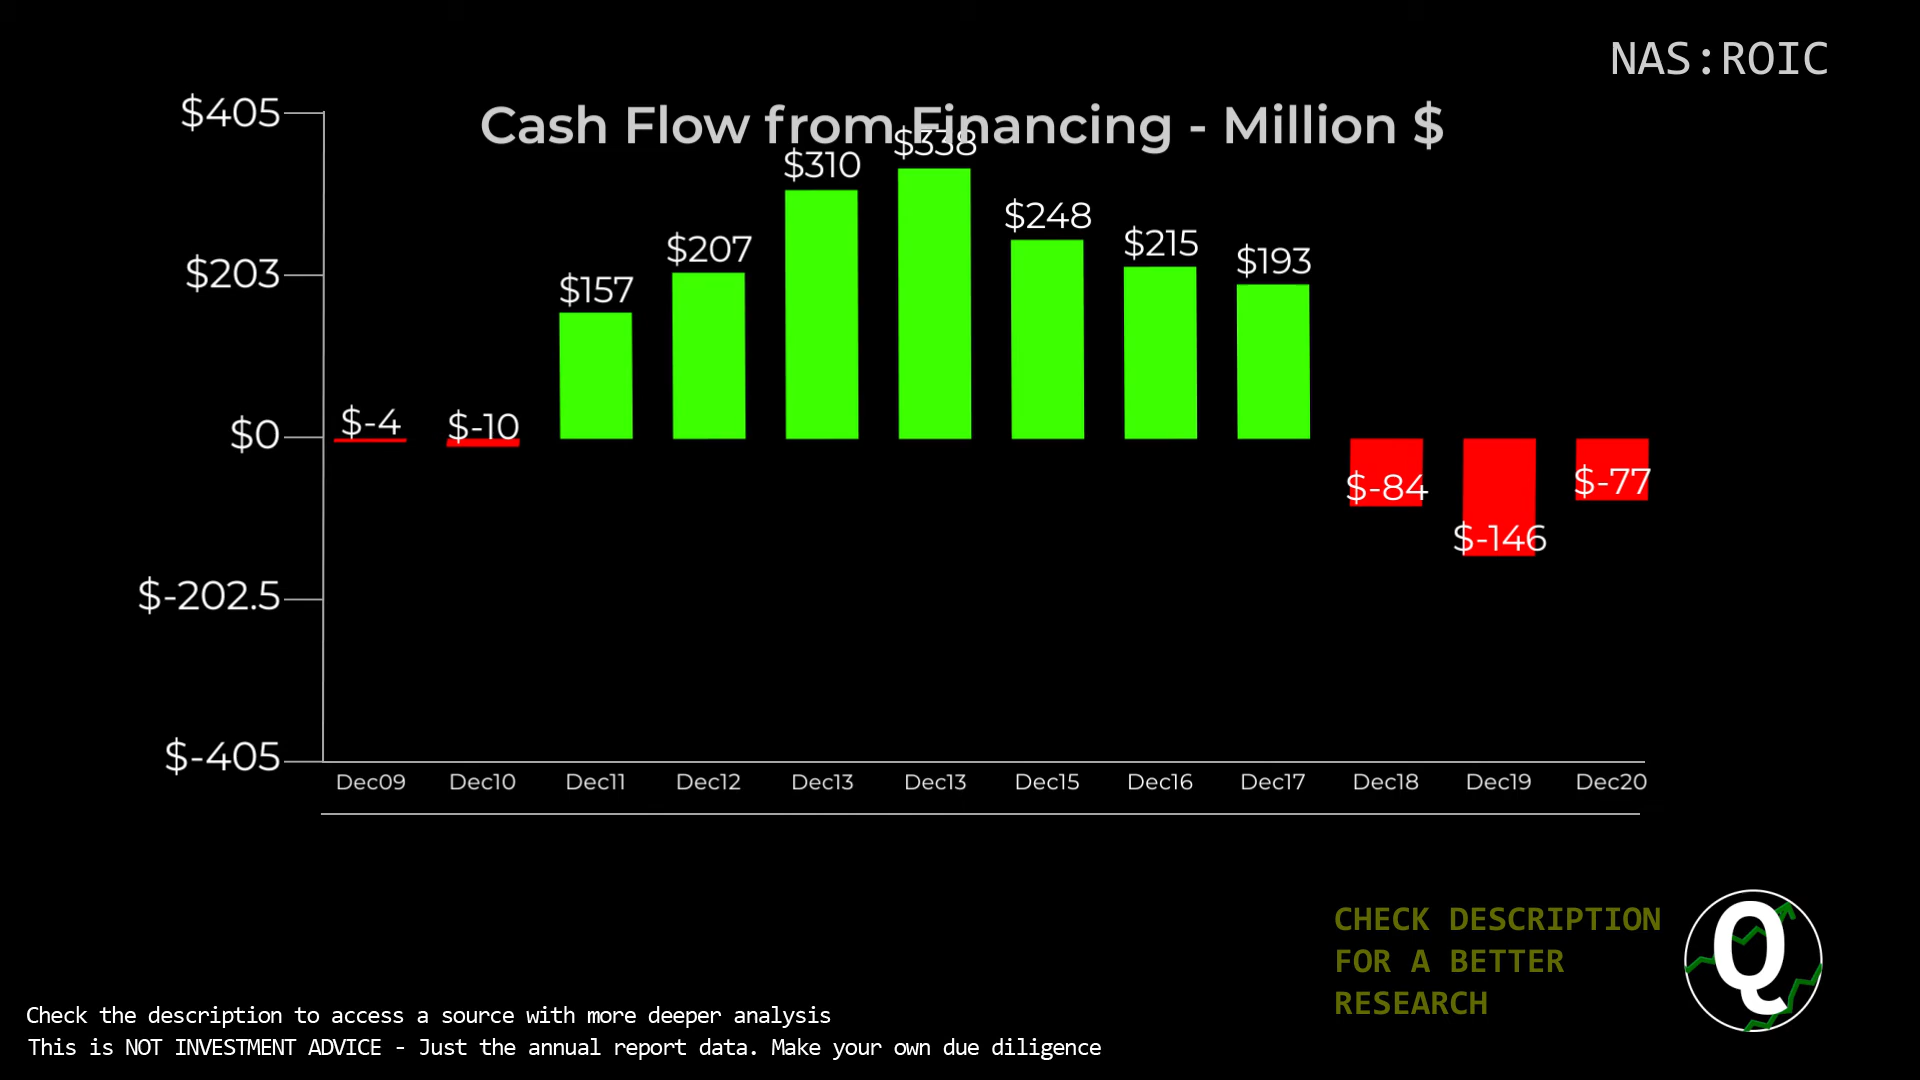 NAS:ROIC
Cash Flow from Financing - Million $
$405
$203
$0
$-202.5
$-405
$-4
$-10
$157
$207
$310
$338
$248
$215
$193
$-84
$-146
$-77
Dec09 Dec10 Dec11 Dec12 Dec13 Dec13 Dec15 Dec16 Dec17 Dec18 Dec19 Dec20
CHECK DESCRIPTION
FOR A BETTER
RESEARCH
Q
Check the description to access a source with more deeper analysis
This is NOT INVESTMENT ADVICE - Just the annual report data. Make your own due diligence